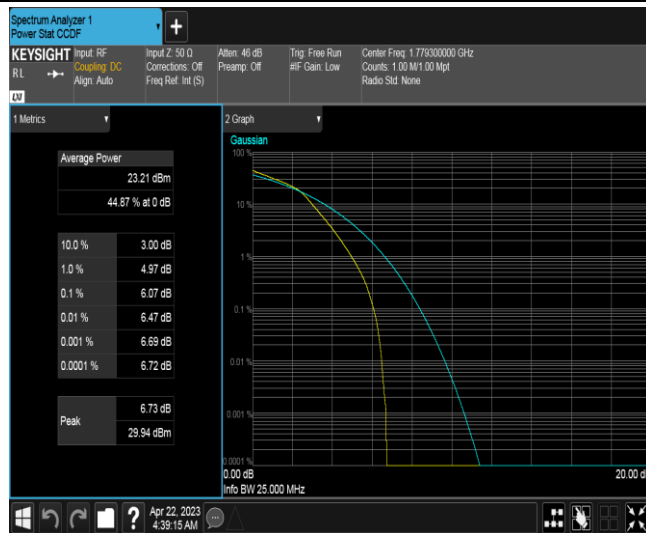 Spectrum Analyzer 1
Power Stat CCDF
+
KEYSIGHT
RL
Input: RF
Coupling: DC
Align: Auto
Input Z: 50 Ω
Corrections: Off
Freq Ref: Int (S)
Atten: 46 dB
Preamp: Off
Trig: Free Run
#IF Gain: Low
Center Freq: 1.779300000 GHz
Counts: 1.00 M/1.00 Mpt
Radio Std: None
1 Metrics
Average Power
23.21 dBm
44.87 % at 0 dB
10.0 % 3.00 dB
1.0 % 4.97 dB
0.1 % 6.07 dB
0.01 % 6.47 dB
0.001 % 6.69 dB
0.0001 % 6.72 dB
Peak
6.73 dB
29.94 dBm
2 Graph
Gaussian
100 %
10 %
1 %
0.1 %
0.01 %
0.001 %
0.0001 %
0.00 dB
20.00 d
Info BW 25.000 MHz
?
Apr 22, 2023
4:39:15 AM